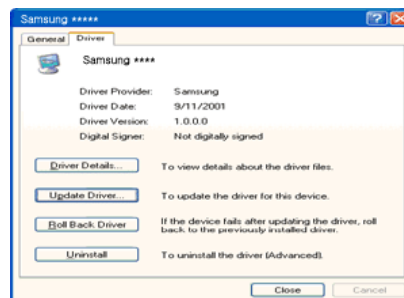 Samsung *****
General Driver
Samsung ****
Driver Provider: Samsung
Driver Date: 9/11/2001
Driver Version: 1.0.0.0
Digital Signer: Not digitally signed
Driver Details... To view details about the driver files.
Update Driver... To update the driver for this device.
Roll Back Driver If the device fails after updating the driver, roll
back to the previously installed driver.
Uninstall To uninstall the driver (Advanced).
Close Cancel